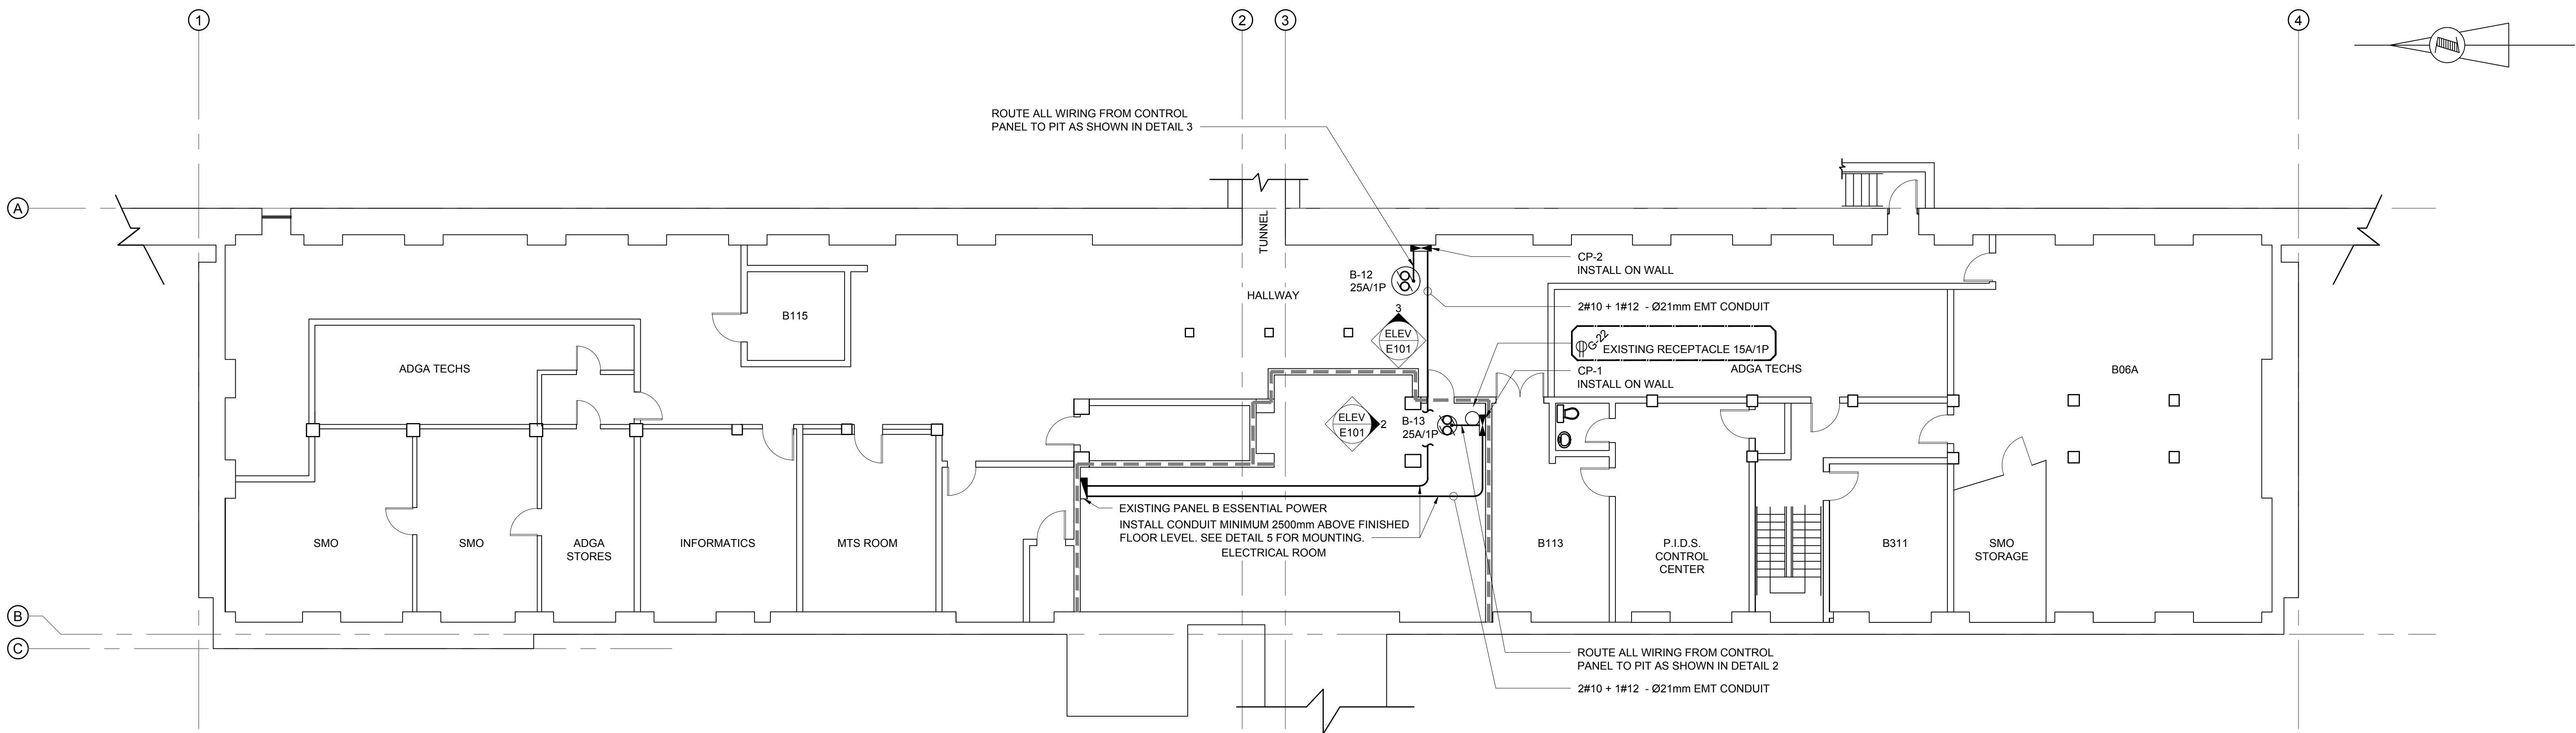 1
2
3
4
ROUTE ALL WIRING FROM CONTROL
PANEL TO PIT AS SHOWN IN DETAIL 3
A
TUNNEL
CP-2
INSTALL ON WALL
B-12
25A/1P
HALLWAY
2#10 + 1#12 - Ø21mm EMT CONDUIT
3
ELEV
E101
B115
G-22
EXISTING RECEPTACLE 15A/1P
ADGA TECHS
ADGA TECHS
CP-1
INSTALL ON WALL
B06A
ELEV
E101
2
B-13
25A/1P
EXISTING PANEL B ESSENTIAL POWER
INSTALL CONDUIT MINIMUM 2500mm ABOVE FINISHED
FLOOR LEVEL. SEE DETAIL 5 FOR MOUNTING.
ELECTRICAL ROOM
SMO
SMO
ADGA
STORES
INFORMATICS
MTS ROOM
B113
P.I.D.S.
CONTROL
CENTER
B311
SMO
STORAGE
B
C
ROUTE ALL WIRING FROM CONTROL
PANEL TO PIT AS SHOWN IN DETAIL 2
2#10 + 1#12 - Ø21mm EMT CONDUIT